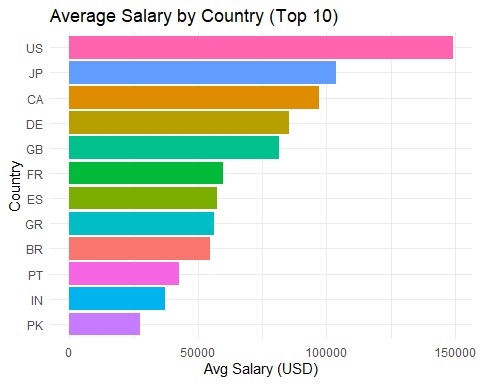 Average Salary by Country (Top 10)
US
JP
CA
DE
GB
FR
ES
GR
BR
PT
IN
PK
Country
0 50000 100000 150000
Avg Salary (USD)